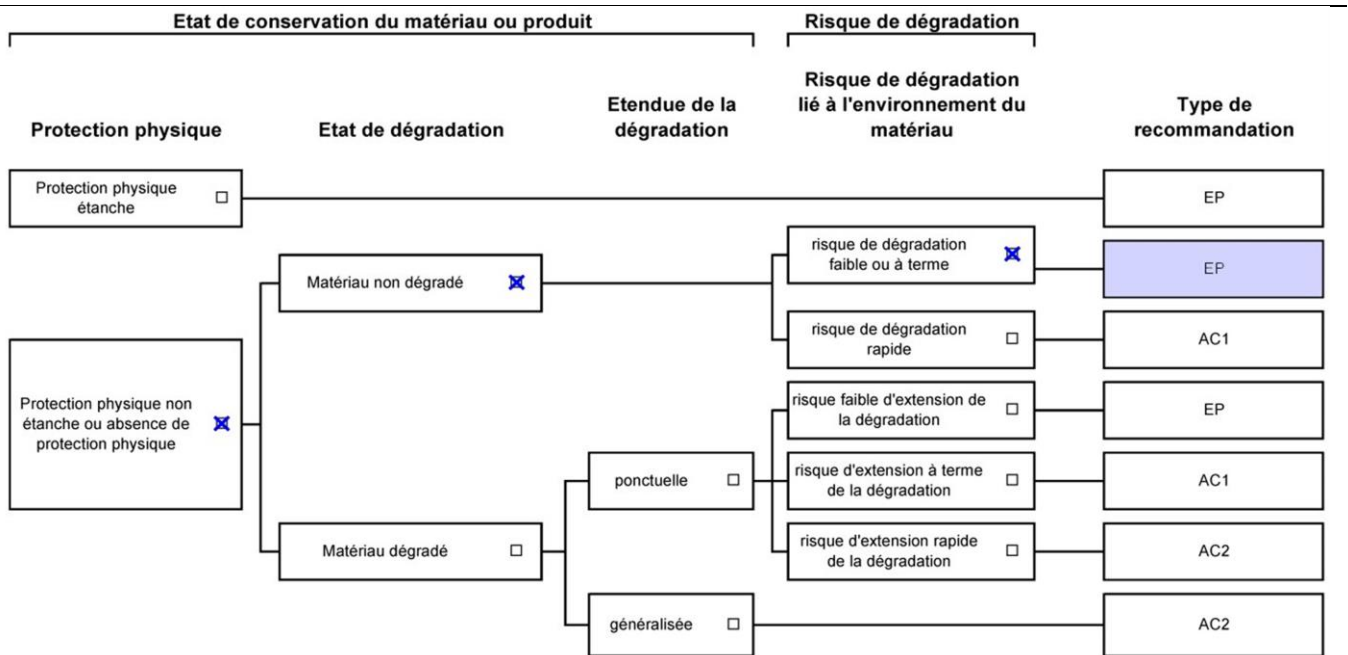 Etat de conservation du matériau ou produit
Risque de dégradation
Protection physique
Etat de dégradation
Etendue de la
dégradation
Risque de dégradation
lié à l'environnement du
matériau
Type de
recommandation
Protection physique
étanche
EP
Matériau non dégradé
risque de dégradation
faible ou à terme
EP
risque de dégradation
rapide
AC1
Protection physique non
étanche ou absence de
protection physique
risque faible d'extension de
la dégradation
EP
ponctuelle
risque d'extension à terme
de la dégradation
AC1
Matériau dégradé
risque d'extension rapide
de la dégradation
AC2
généralisée
AC2